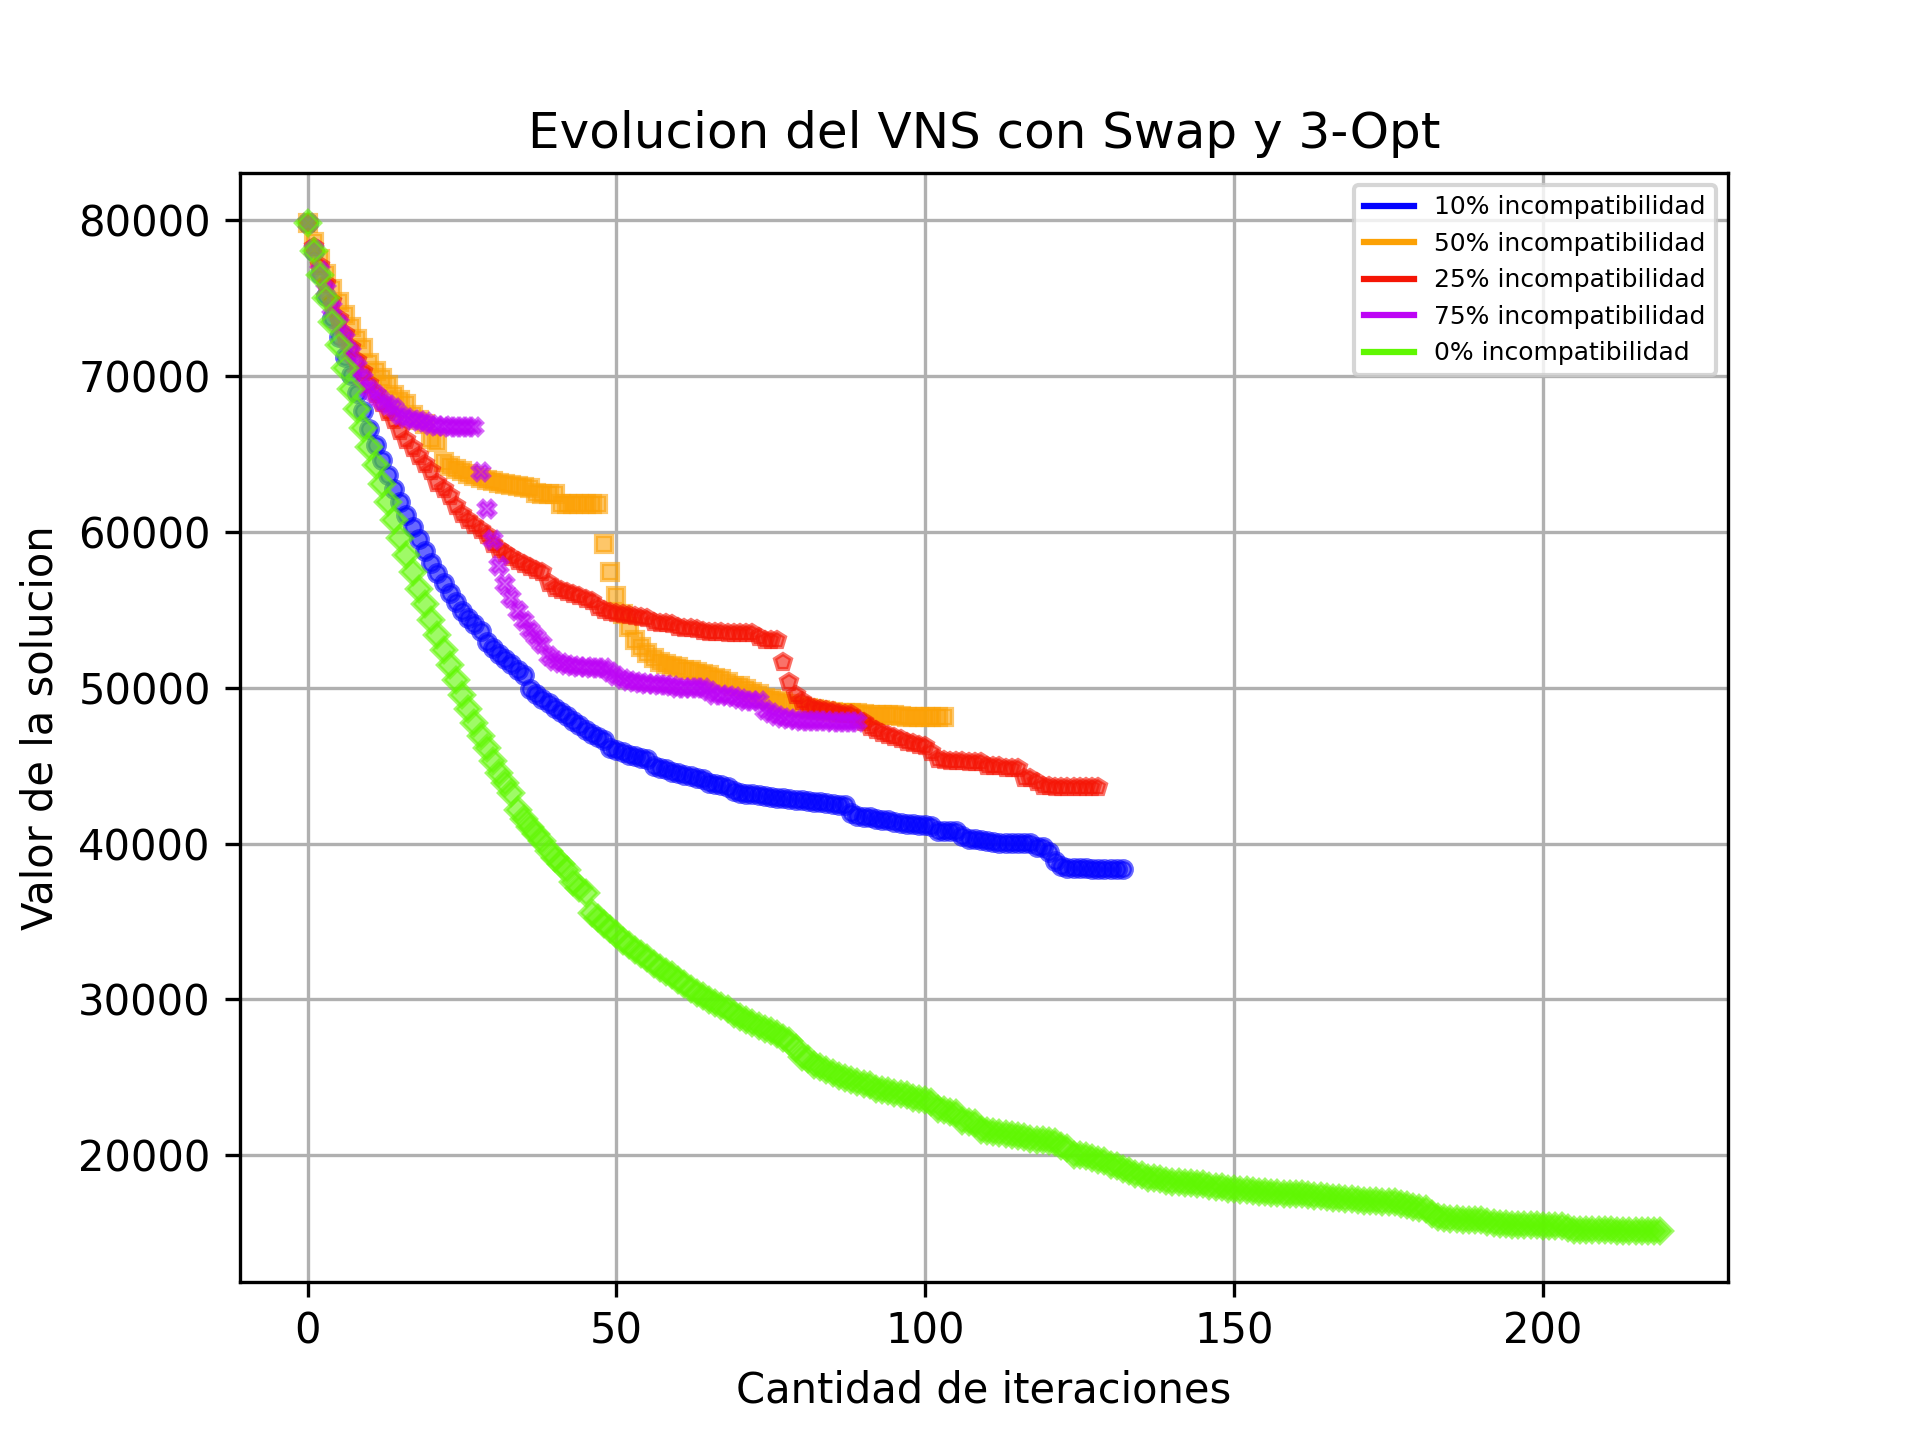 Evolucion del VNS con Swap y 3-Opt
10% incompatibilidad
50% incompatibilidad
25% incompatibilidad
75% incompatibilidad
0% incompatibilidad
Valor de la solucion
80000
70000
60000
50000
40000
30000
20000
0 50 100 150 200
Cantidad de iteraciones